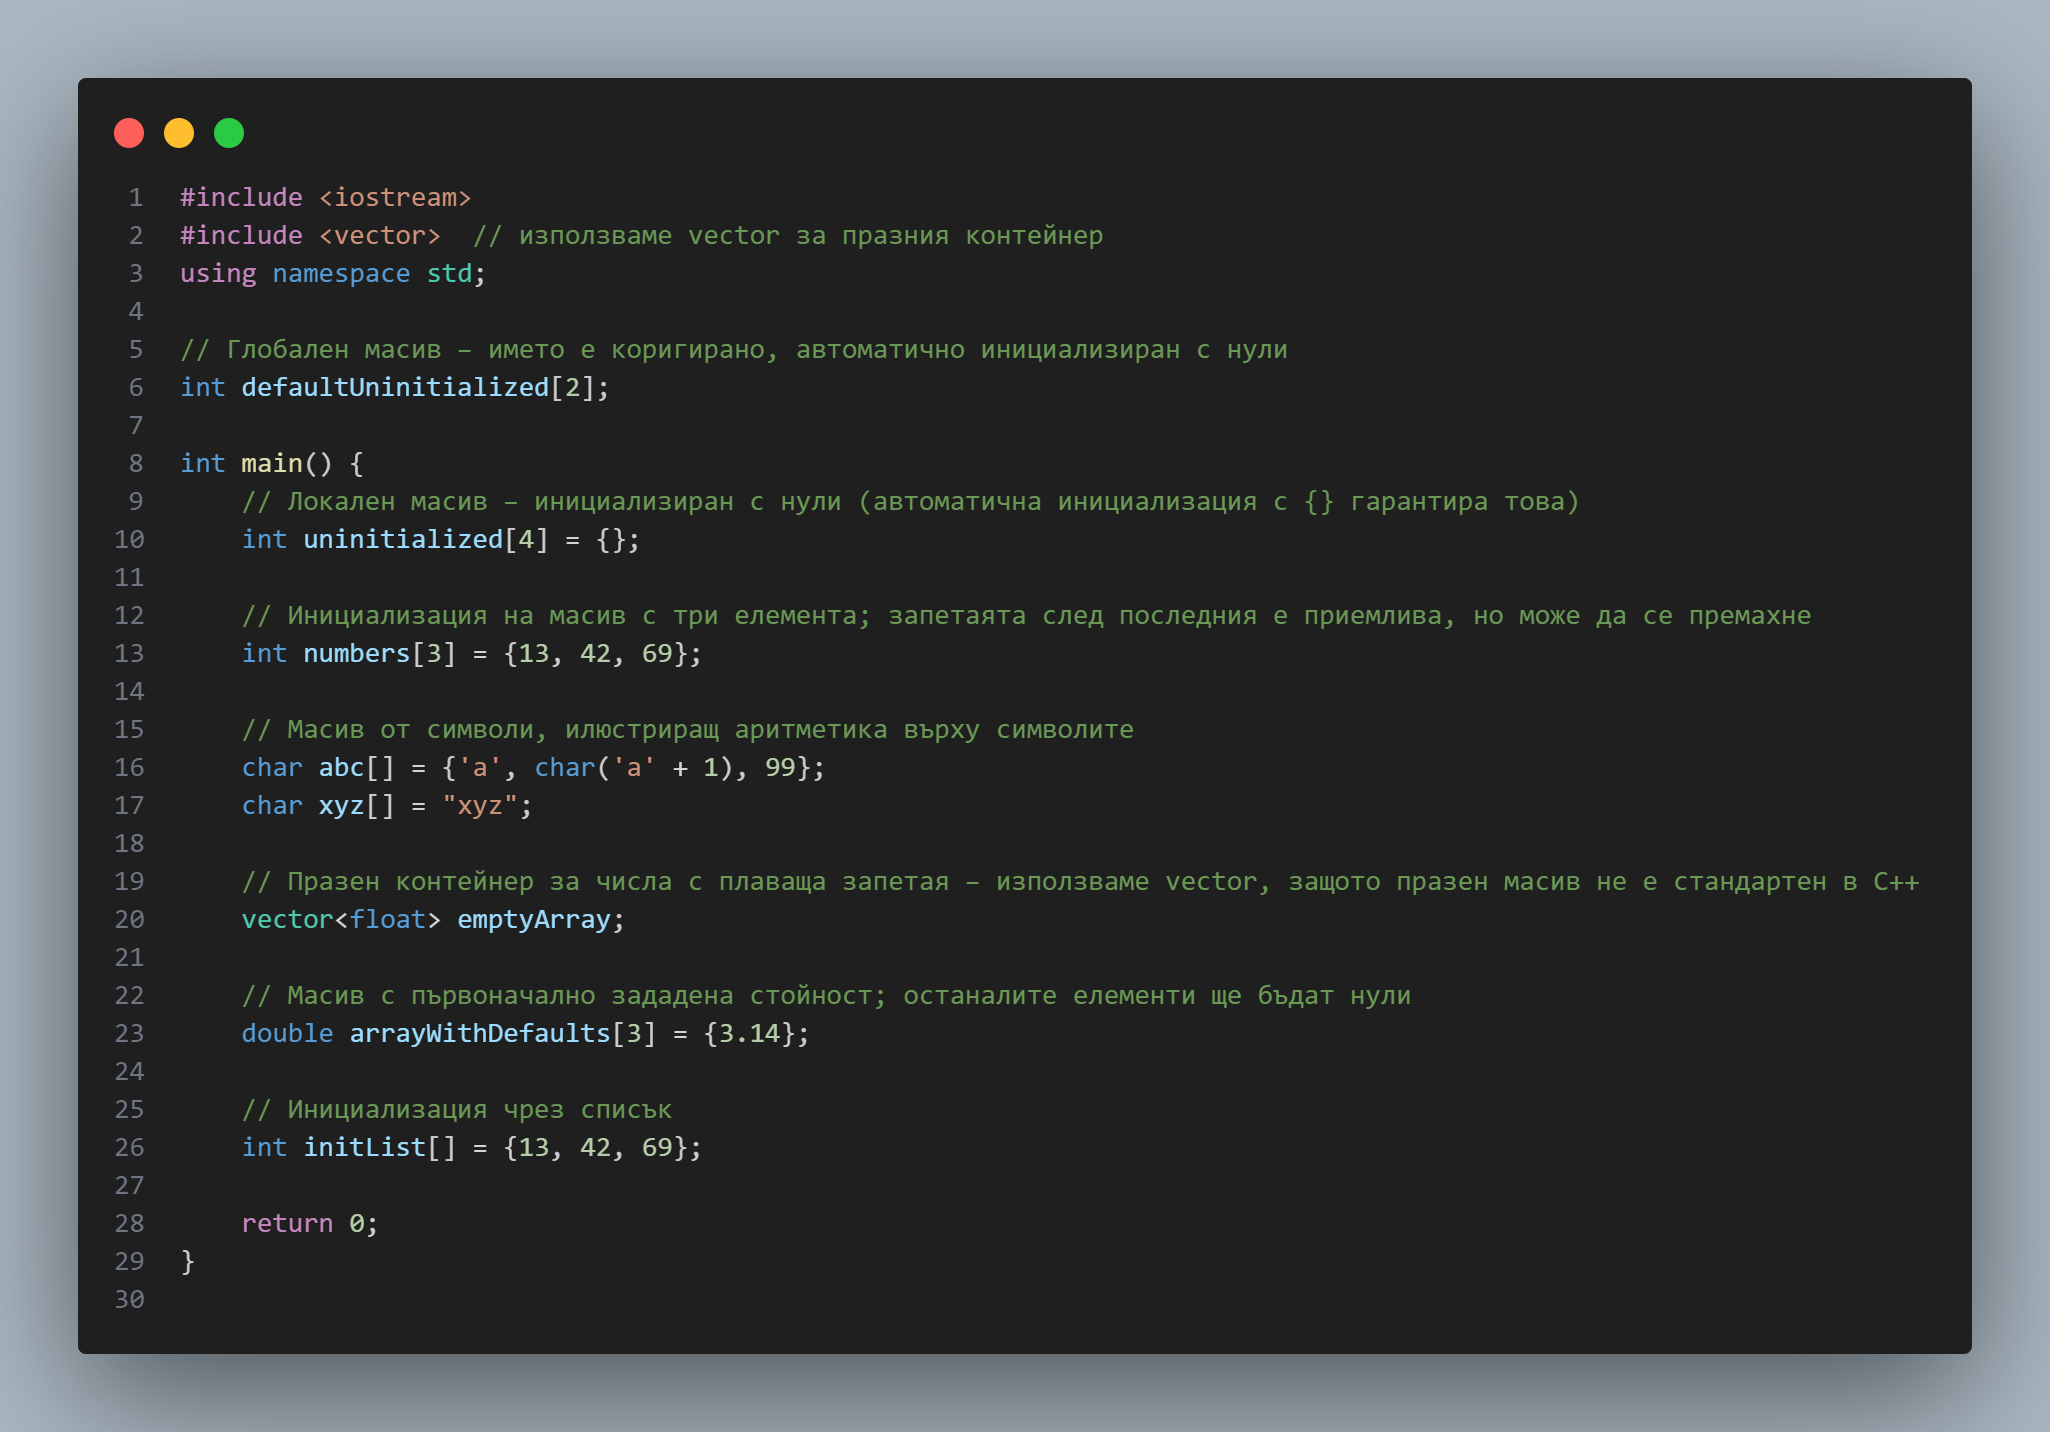 1 #include <iostream>
2 #include <vector>  // използваме vector за празния контейнер
3 using namespace std;
4
5 // Глобален масив – името е коригирано, автоматично инициализиран с нули
6 int defaultUninitialized[2];
7
8 int main() {
9     // Локален масив – инициализиран с нули (автоматична инициализация с {} гарантира това)
10     int uninitialized[4] = {};
11
12     // Инициализация на масив с три елемента; запетаята след последния е приемлива, но може да се премахне
13     int numbers[3] = {13, 42, 69};
14
15     // Масив от символи, илюстриращ аритметика върху символите
16     char abc[] = {'a', char('a' + 1), 99};
17     char xyz[] = "xyz";
18
19     // Празен контейнер за числа с плаваща запетая – използваме vector, защото празен масив не е стандартен в C++
20     vector<float> emptyArray;
21
22     // Масив с първоначално зададена стойност; останалите елементи ще бъдат нули
23     double arrayWithDefaults[3] = {3.14};
24
25     // Инициализация чрез списък
26     int initList[] = {13, 42, 69};
27
28     return 0;
29 }
30